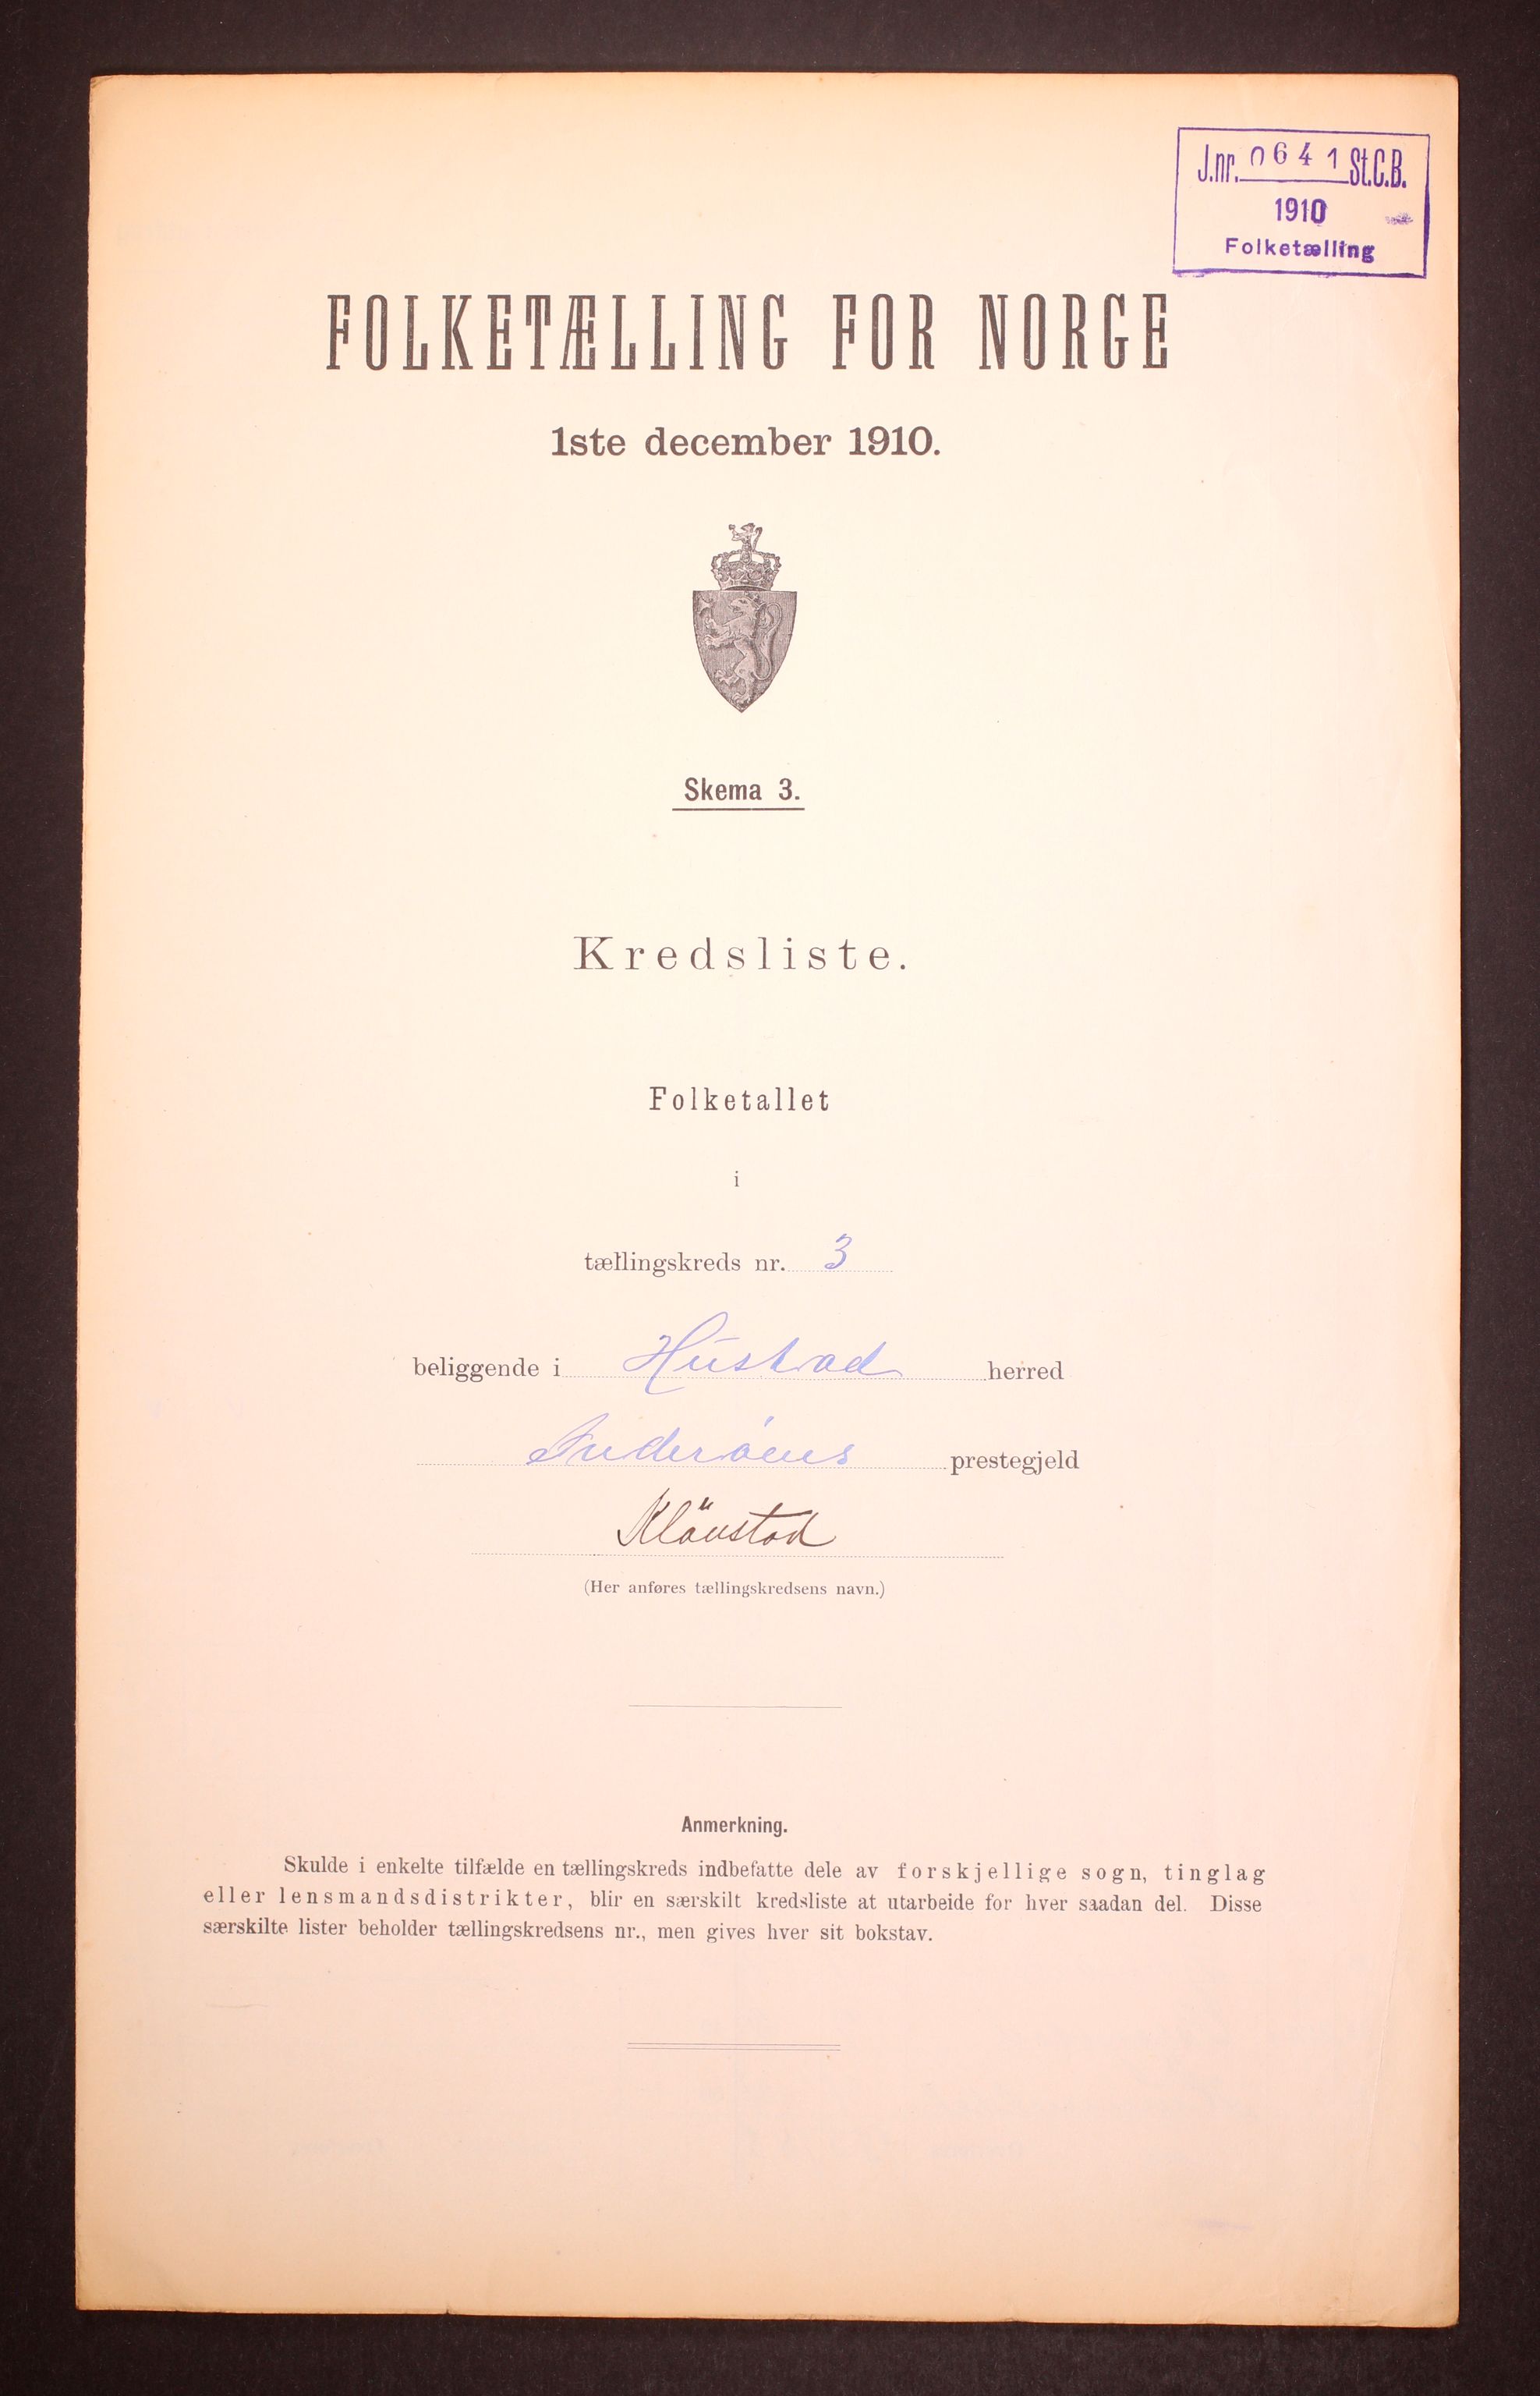 J.nr. 0641 St.C.B.
1910
Folketælling
FOLKETÆLLING FOR NORGE
1ste december 1910.
Skema 3.
Kredsliste.
Folketallet
i
tællingskreds nr. 3
beliggende i Hustad herred
Inderøens prestegjeld
Kløvstad
(Her anføres tællingskredsens navn.)
Anmerkning.
Skulde i enkelte tilfælde en tællingskreds indbefatte dele av forskjellige sogn, tinglag
eller lensmandsdistrikter, blir en særskilt kredsliste at utarbeide for hver saadan del. Disse
særskilte lister beholder tællingskredsens nr., men gives hver sit bokstav.